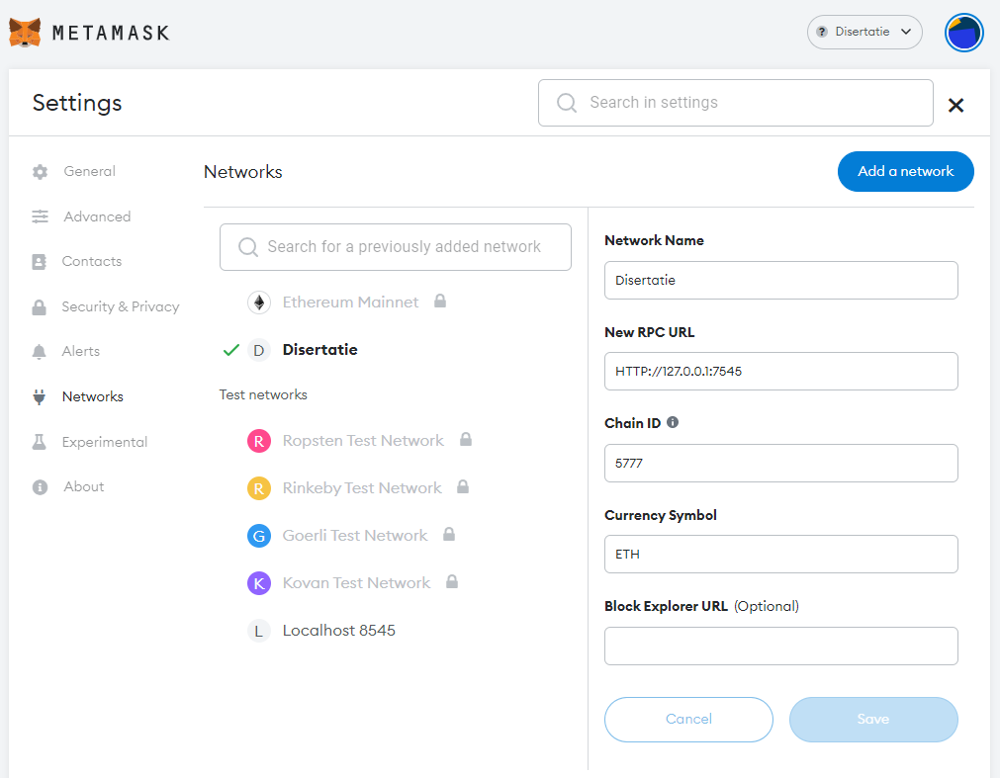 METAMASK
? Disertatie
Settings
Search in settings
General
Advanced
Contacts
Security & Privacy
Alerts
Networks
Experimental
About
Networks
Add a network
Search for a previously added network
Ethereum Mainnet
D Disertatie
Test networks
R Ropsten Test Network
R Rinkeby Test Network
G Goerli Test Network
K Kovan Test Network
L Localhost 8545
Network Name
Disertatie
New RPC URL
HTTP://127.0.0.1:7545
Chain ID
5777
Currency Symbol
ETH
Block Explorer URL (Optional)
Cancel
Save